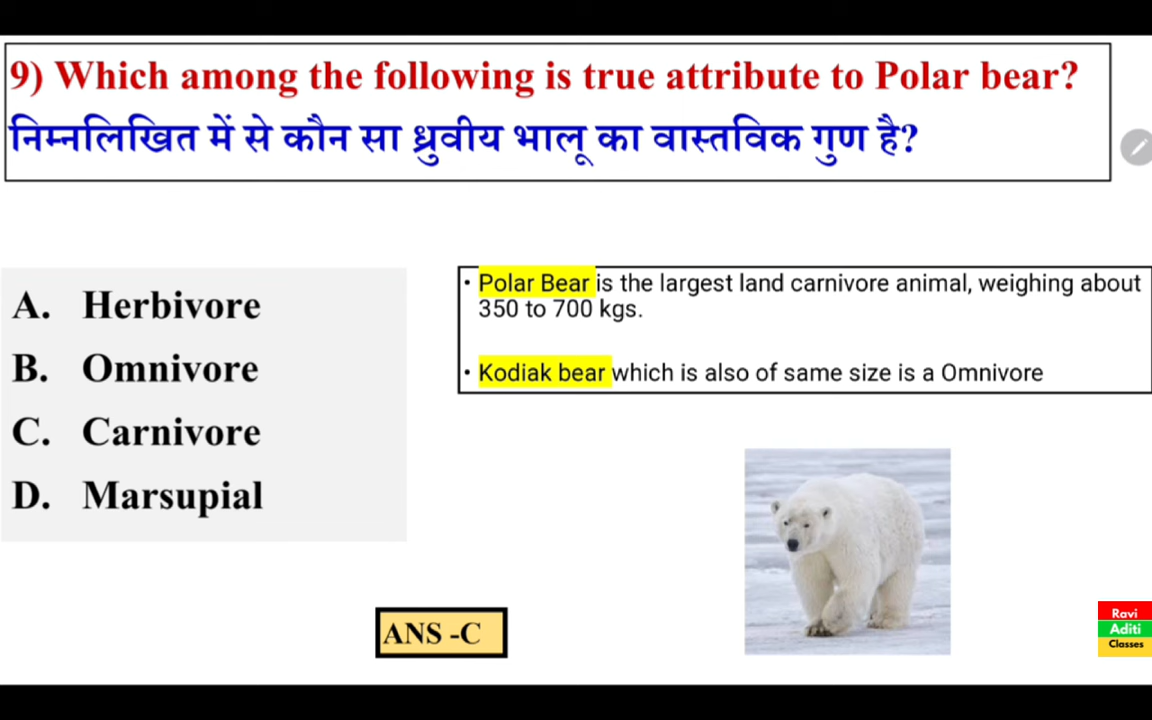 9) Which among the following is true attribute to Polar bear?
निम्नलिखित में से कौन सा ध्रुवीय भालू का वास्तविक गुण है?
A. Herbivore
B. Omnivore
C. Carnivore
D. Marsupial
• Polar Bear is the largest land carnivore animal, weighing about
350 to 700 kgs.
• Kodiak bear which is also of same size is a Omnivore
ANS -C
Ravi
Aditi
Classes